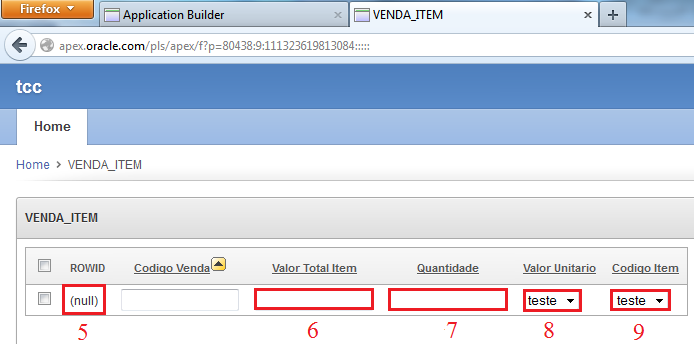 Firefox
Application Builder
VENDA_ITEM
apex.oracle.com/pls/apex/f?p=80438:9:111323619813084:::::
tcc
Home
Home > VENDA_ITEM
VENDA_ITEM
ROWID Codigo Venda Valor Total Item Quantidade Valor Unitario Codigo Item
(null) teste teste
5 6 7 8 9